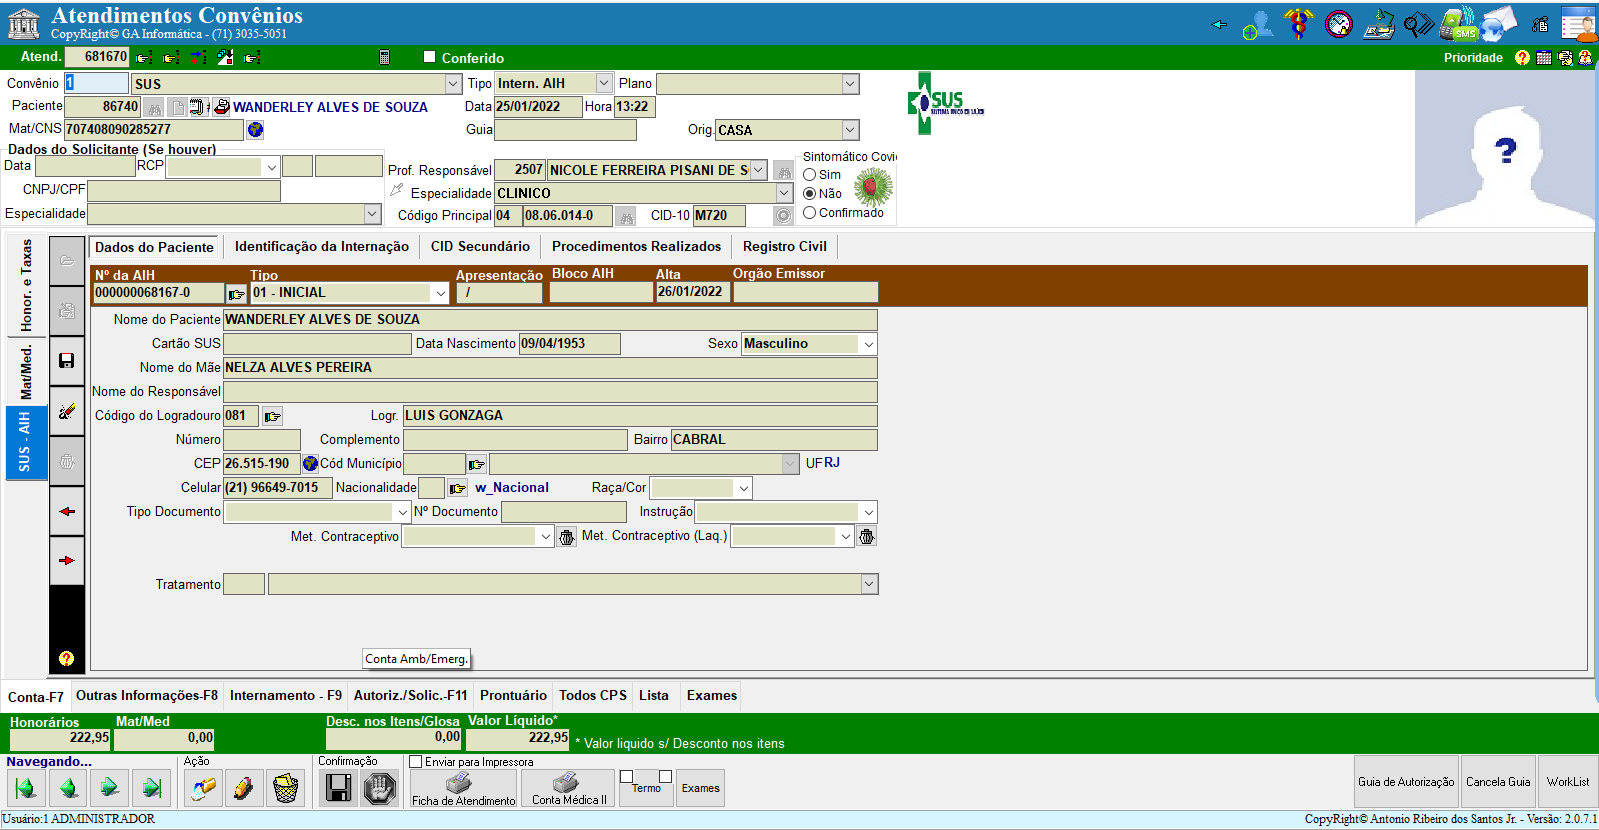 Atendimentos Convênios
CopyRight© GA Informática - (71) 3035-5051
SMS
Atend. 681670 Conferido Prioridade
Convênio 1 SUS Tipo Intern. AIH Plano
Paciente 86740 WANDERLEY ALVES DE SOUZA Data 25/01/2022 Hora 13:22
SUS
Mat/CNS 707408090285277 Guia Orig. CASA
Dados do Solicitante (Se houver)
Data RCP
CNPJ/CPF
Especialidade
Prof. Responsável 2507 NICOLE FERREIRA PISANI DE S
Especialidade CLINICO
Código Principal 04 08.06.014-0 CID-10 M720
Sintomático Covi
Sim
Não
Confirmado
?
Honor. e Taxas
Mat/Med.
SUS - AIH
Dados do Paciente Identificação da Internação CID Secundário Procedimentos Realizados Registro Civil
Nº da AIH Tipo Apresentação Bloco AIH Alta Orgão Emissor
000000068167-0 01 - INICIAL / 26/01/2022
Nome do Paciente WANDERLEY ALVES DE SOUZA
Cartão SUS Data Nascimento 09/04/1953 Sexo Masculino
Nome do Mãe NELZA ALVES PEREIRA
Nome do Responsável
Código do Logradouro 081 Logr. LUIS GONZAGA
Número Complemento Bairro CABRAL
CEP 26.515-190 Cód Município UF RJ
Celular (21) 96649-7015 Nacionalidade w_Nacional Raça/Cor
Tipo Documento Nº Documento Instrução
Met. Contraceptivo Met. Contraceptivo (Laq.)
Tratamento
Conta Amb/Emerg.
?
Conta-F7 Outras Informações-F8 Internamento - F9 Autoriz./Solic.-F11 Prontuário Todos CPS Lista Exames
Honorários Mat/Med Desc. nos Itens/Glosa Valor Líquido*
222,95 0,00 0,00 222,95 * Valor liquido s/ Desconto nos itens
Navegando... Ação Confirmação Enviar para Impressora
Ficha de Atendimento Conta Médica II Termo Exames Guia de Autorização Cancela Guia WorkList
Usuário:1 ADMINISTRADOR CopyRight© Antonio Ribeiro dos Santos Jr. - Versão: 2.0.7.1